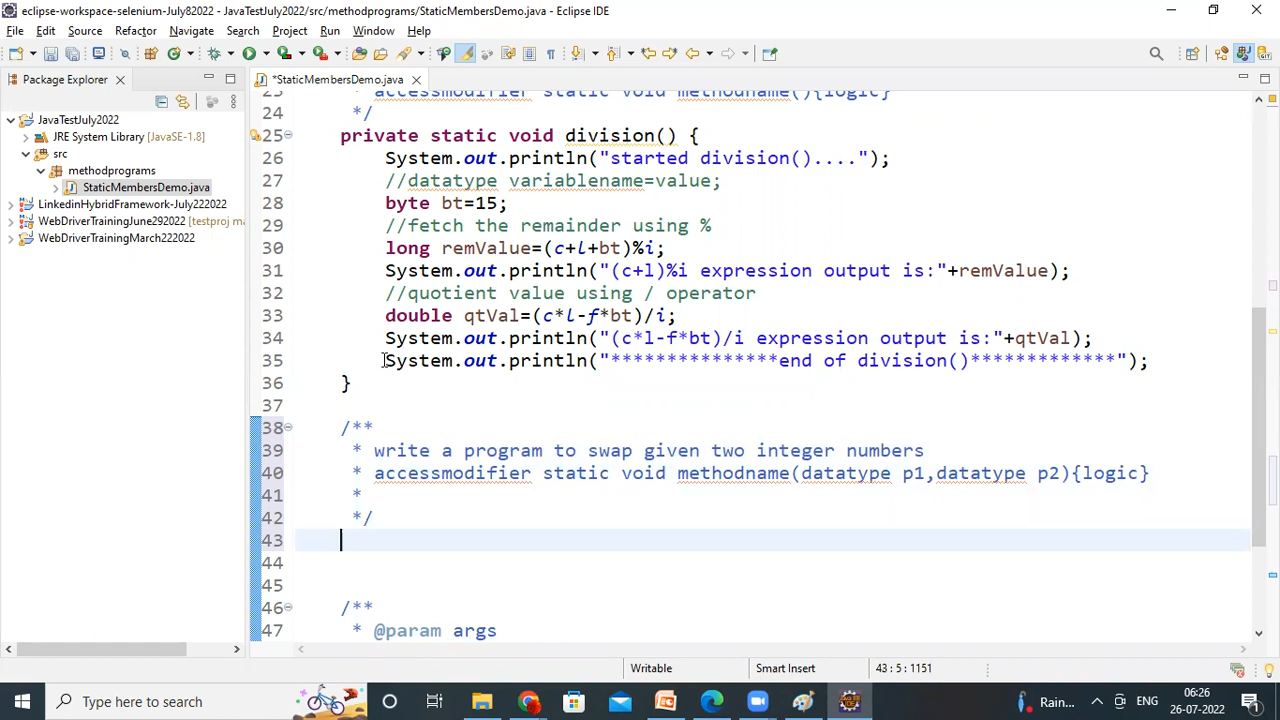 eclipse-workspace-selenium-July82022 - JavaTestJuly2022/src/methodprograms/StaticMembersDemo.java - Eclipse IDE
File Edit Source Refactor Navigate Search Project Run Window Help
Package Explorer
*StaticMembersDemo.java
JavaTestJuly2022
JRE System Library [JavaSE-1.8]
src
methodprograms
StaticMembersDemo.java
LinkedinHybridFramework-July222022
WebDriverTrainingJune292022 [testproj ma
WebDriverTrainingMarch222022
23 * accessmodifier static void methodname(){logic}
24 */
25 private static void division() {
26 System.out.println("started division()....");
27 //datatype variablename=value;
28 byte bt=15;
29 //fetch the remainder using %
30 long remValue=(c+l+bt)%i;
31 System.out.println("(c+l)%i expression output is:"+remValue);
32 //quotient value using / operator
33 double qtVal=(c*l-f*bt)/i;
34 System.out.println("(c*l-f*bt)/i expression output is:"+qtVal);
35 System.out.println("***************end of division()*************");
36 }
37
38 /**
39 * write a program to swap given two integer numbers
40 * accessmodifier static void methodname(datatype p1,datatype p2){logic}
41 *
42 */
43
44
45
46 /**
47 * @param args
Writable Smart Insert 43 : 5 : 1151
Type here to search
Rain... ENG 06:26
26-07-2022
1